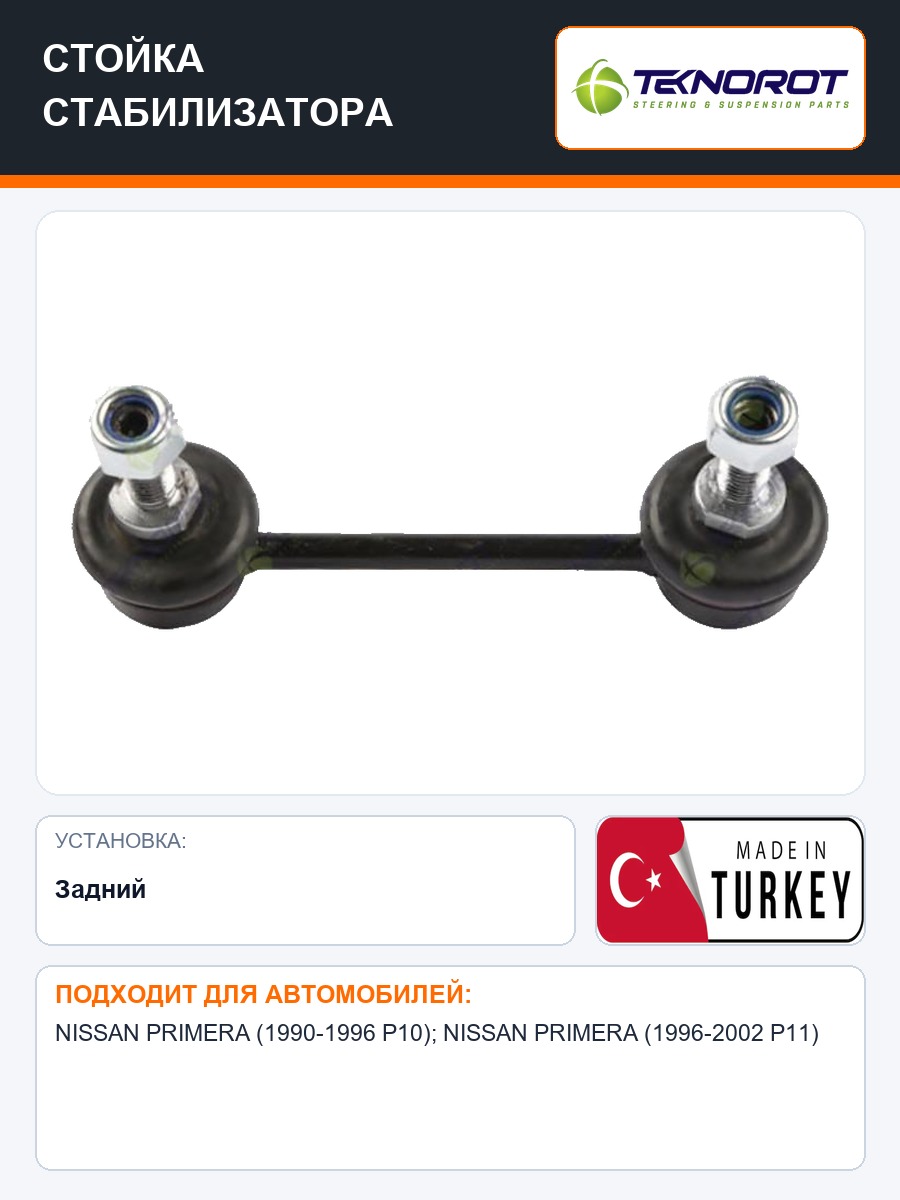 СТОЙКА
СТАБИЛИЗАТОРА
TEKNOROT
STEERING & SUSPENSION PARTS
УСТАНОВКА:
Задний
MADE IN
TURKEY
ПОДХОДИТ ДЛЯ АВТОМОБИЛЕЙ:
NISSAN PRIMERA (1990-1996 P10); NISSAN PRIMERA (1996-2002 P11)